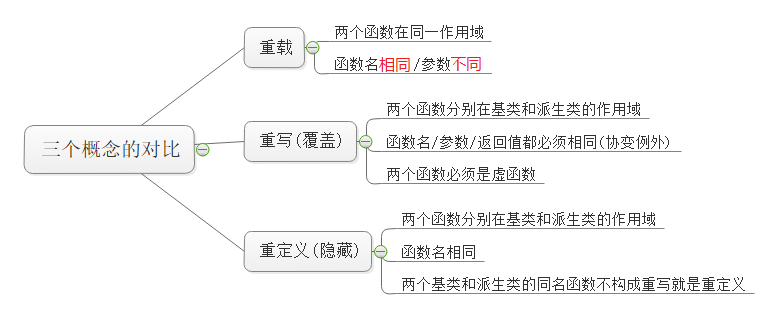 三个概念的对比
重载
两个函数在同一作用域
函数名相同/参数不同
重写(覆盖)
两个函数分别在基类和派生类的作用域
函数名/参数/返回值都必须相同(协变例外)
两个函数必须是虚函数
重定义(隐藏)
两个函数分别在基类和派生类的作用域
函数名相同
两个基类和派生类的同名函数不构成重写就是重定义